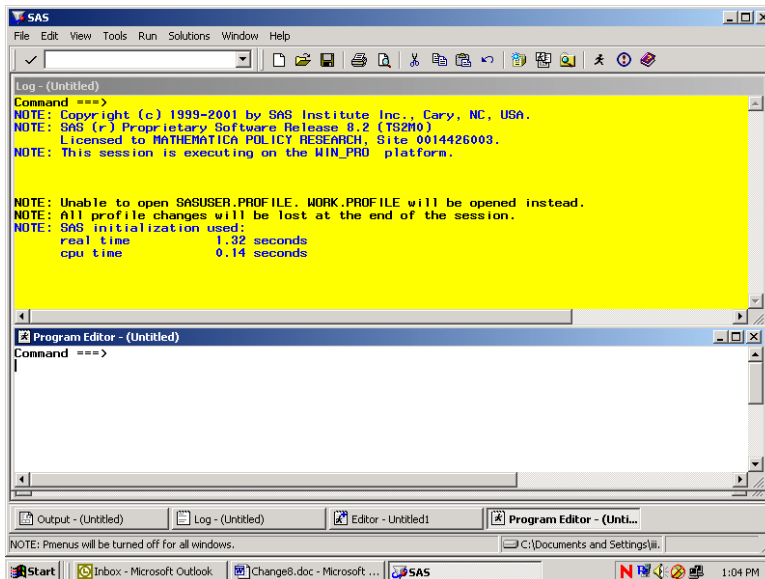 SAS
File Edit View Tools Run Solutions Window Help
Log - (Untitled)
Command ===>
NOTE: Copyright (c) 1999-2001 by SAS Institute Inc., Cary, NC, USA.
NOTE: SAS (r) Proprietary Software Release 8.2 (TS2M0)
Licensed to MATHEMATICA POLICY RESEARCH, Site 0014426003.
NOTE: This session is executing on the WIN_PRO platform.
NOTE: Unable to open SASUSER.PROFILE. WORK.PROFILE will be opened instead.
NOTE: All profile changes will be lost at the end of the session.
NOTE: SAS initialization used:
real time 1.32 seconds
cpu time 0.14 seconds
Program Editor - (Untitled)
Command ===>
Output - (Untitled) Log - (Untitled) Editor - Untitled1 Program Editor - (Unti...
NOTE: Pmenus will be turned off for all windows. C:\Documents and Settings\
Start Inbox - Microsoft Outlook Change8.doc - Microsoft ... SAS N 1:04 PM